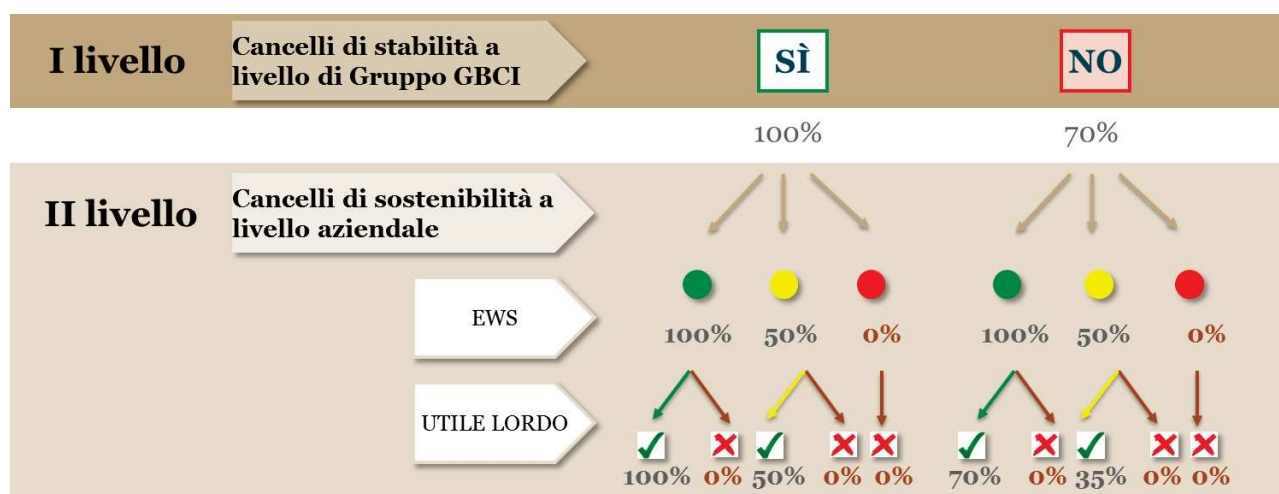 I livello
Cancelli di stabilità a
livello di Gruppo GBCI
SÌ
NO
100%
70%
II livello
Cancelli di sostenibilità a
livello aziendale
EWS
100% 50% 0% 100% 50% 0%
UTILE LORDO
100% 0% 50% 0% 0% 70% 0% 35% 0% 0%